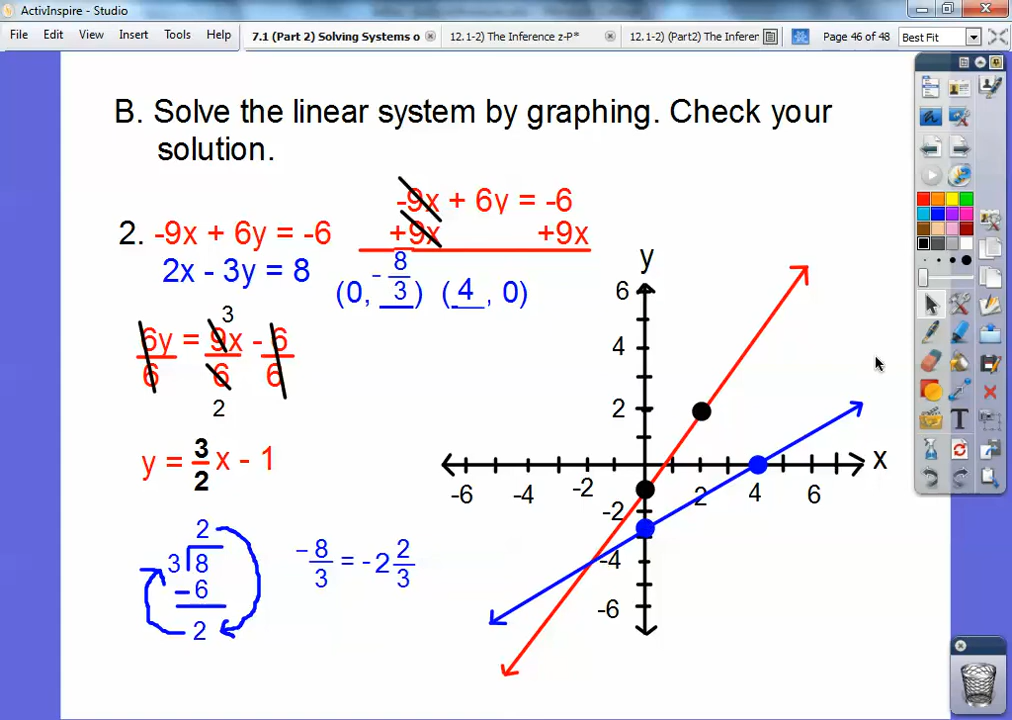 ActivInspire - Studio
File Edit View Insert Tools Help
7.1 (Part 2) Solving Systems o
12.1-2) The Inference z-P*
12.1-2) (Part2) The Infer
Page 46 of 48
Best Fit
B. Solve the linear system by graphing. Check your
solution.
-9x + 6y = -6
+9x +9x
2. -9x + 6y = -6
2x - 3y = 8
(0, -8/3) (4, 0)
3
6y = 9x - 6
6 6 6
2
y = 3/2 x - 1
2
3 8
- 6
2
-8/3 = -2 2/3
y
6
4
2
-6 -4 -2 2 4 6 x
-2
-4
-6